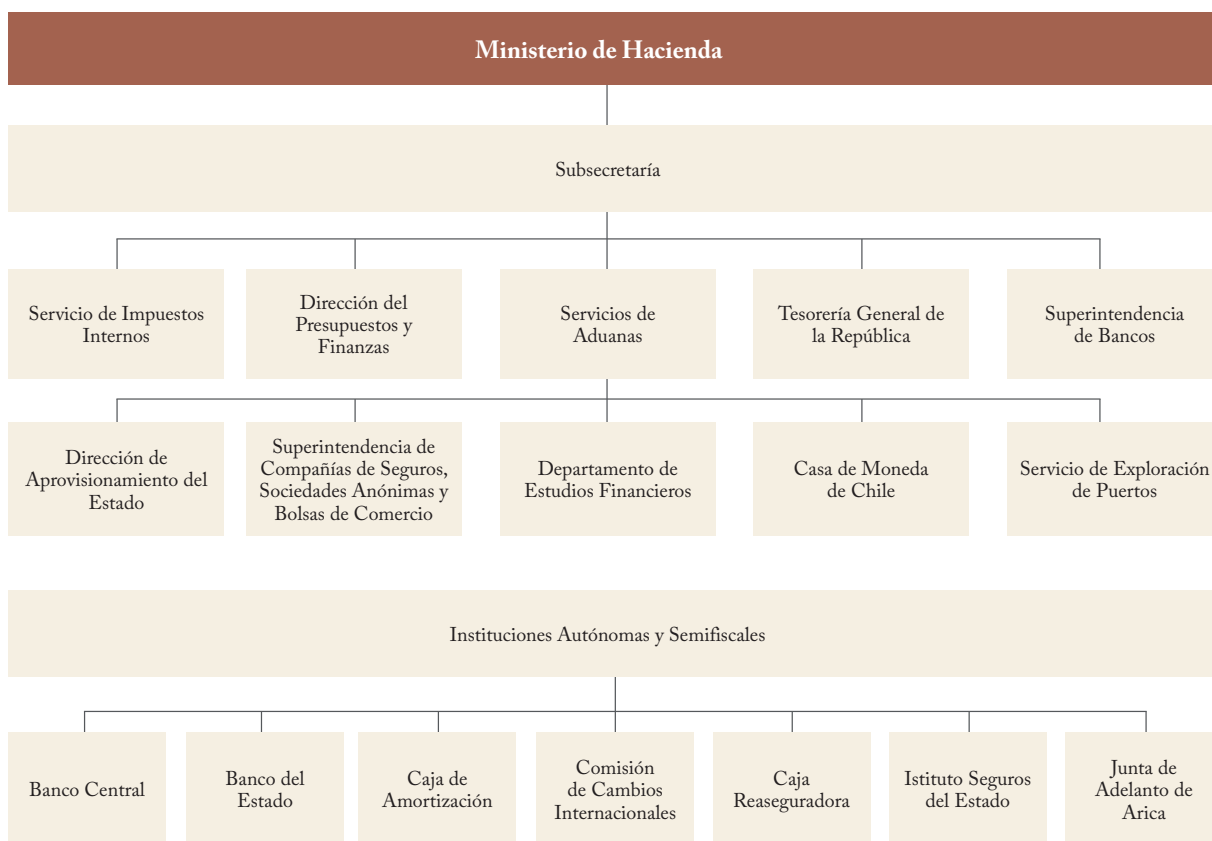 Ministerio de Hacienda
Subsecretaría
Servicio de Impuestos
Internos
Dirección del
Presupuestos y
Finanzas
Servicios de
Aduanas
Tesorería General de
la República
Superintendencia
de Bancos
Dirección de
Aprovisionamiento del
Estado
Superintendencia de
Compañías de Seguros,
Sociedades Anónimas y
Bolsas de Comercio
Departamento de
Estudios Financieros
Casa de Moneda
de Chile
Servicio de Exploración
de Puertos
Instituciones Autónomas y Semifiscales
Banco Central
Banco del
Estado
Caja de
Amortización
Comisión
de Cambios
Internacionales
Caja
Reaseguradora
Istituto Seguros
del Estado
Junta de
Adelanto de
Arica